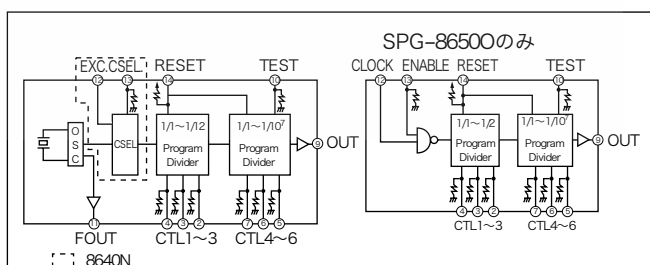 SPG-8650Oのみ
EXC.CSEL RESET TEST
CLOCK ENABLE RESET TEST
⑫ ⑬ ⑭ ⑩
⑫ ⑬ ⑭ ⑩
OSC
CSEL
1/1～1/12
Program
Divider
1/1～1/10⁷
Program
Divider
⑨ OUT
1/1～1/2
Program
Divider
1/1～1/10⁷
Program
Divider
⑨ OUT
④ ③ ② ⑦ ⑥ ⑤
CTL1～3 CTL4～6
⑪ ④ ③ ② ⑦ ⑥ ⑤
FOUT CTL1～3 CTL4～6
8640N